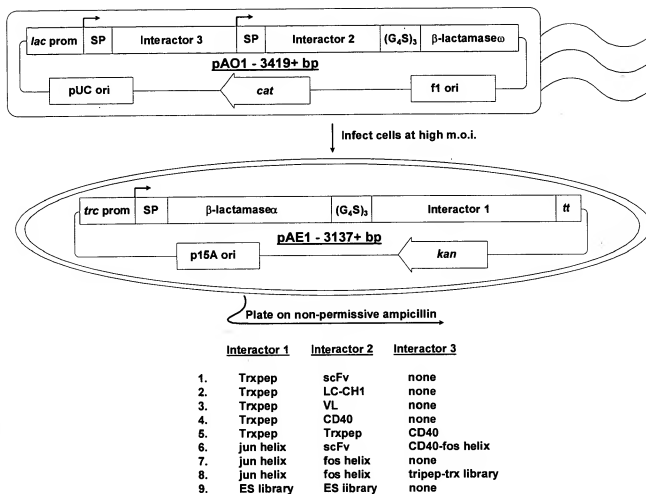 lac prom SP Interactor 3 SP Interactor 2 (G₄S)₃ β-lactamaseω
pAO1 - 3419+ bp
pUC ori cat f1 ori
Infect cells at high m.o.i.
trc prom SP β-lactamaseα (G₄S)₃ Interactor 1 tt
pAE1 - 3137+ bp
p15A ori kan
Plate on non-permissive ampicillin
Interactor 1 Interactor 2 Interactor 3
1. Trxpep scFv none
2. Trxpep LC-CH1 none
3. Trxpep VL none
4. Trxpep CD40 none
5. Trxpep Trxpep CD40
6. jun helix scFv CD40-fos helix
7. jun helix fos helix none
8. jun helix fos helix tripep-trx library
9. ES library ES library none